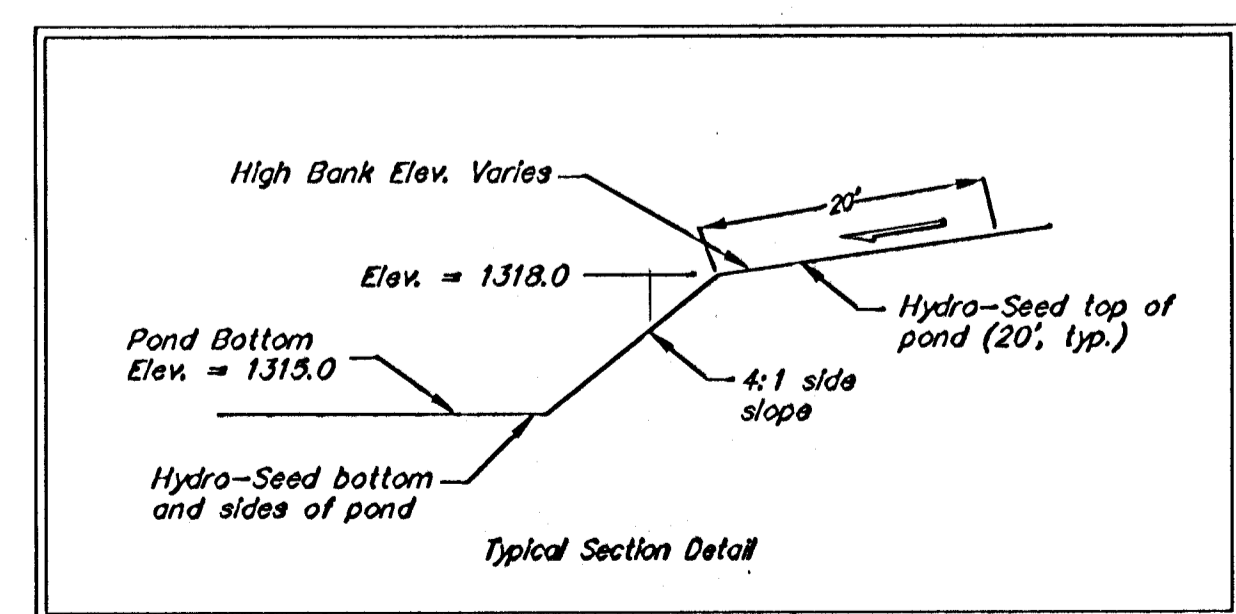 High Bank Elev. Varies
20'
Elev. = 1318.0
Hydro-Seed top of
pond (20', typ.)
Pond Bottom
Elev. = 1315.0
4:1 side
slope
Hydro-Seed bottom
and sides of pond
Typical Section Detail